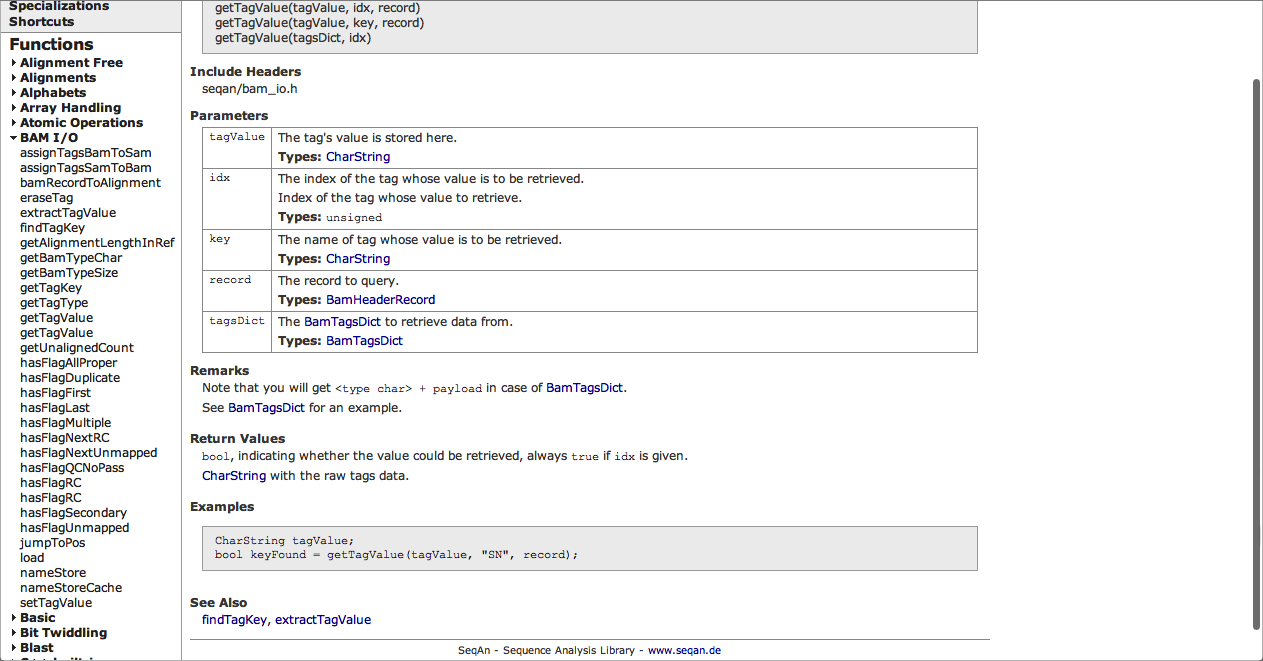 Specializations
Shortcuts
Functions
Alignment Free
Alignments
Alphabets
Array Handling
Atomic Operations
BAM I/O
assignTagsBamToSam
assignTagsSamToBam
bamRecordToAlignment
eraseTag
extractTagValue
findTagKey
getAlignmentLengthInRef
getBamTypeChar
getBamTypeSize
getTagKey
getTagType
getTagValue
getTagValue
getUnalignedCount
hasFlagAllProper
hasFlagDuplicate
hasFlagFirst
hasFlagLast
hasFlagMultiple
hasFlagNextRC
hasFlagNextUnmapped
hasFlagQCNoPass
hasFlagRC
hasFlagRC
hasFlagSecondary
hasFlagUnmapped
jumpToPos
load
nameStore
nameStoreCache
setTagValue
Basic
Bit Twiddling
Blast
getTagValue(tagValue, idx, record)
getTagValue(tagValue, key, record)
getTagValue(tagsDict, idx)
Include Headers
seqan/bam_io.h
Parameters
tagValue The tag's value is stored here.
Types: CharString
idx The index of the tag whose value is to be retrieved.
Index of the tag whose value to retrieve.
Types: unsigned
key The name of tag whose value is to be retrieved.
Types: CharString
record The record to query.
Types: BamHeaderRecord
tagsDict The BamTagsDict to retrieve data from.
Types: BamTagsDict
Remarks
Note that you will get <type char> + payload in case of BamTagsDict.
See BamTagsDict for an example.
Return Values
bool, indicating whether the value could be retrieved, always true if idx is given.
CharString with the raw tags data.
Examples
CharString tagValue;
bool keyFound = getTagValue(tagValue, "SN", record);
See Also
findTagKey, extractTagValue
SeqAn - Sequence Analysis Library - www.seqan.de